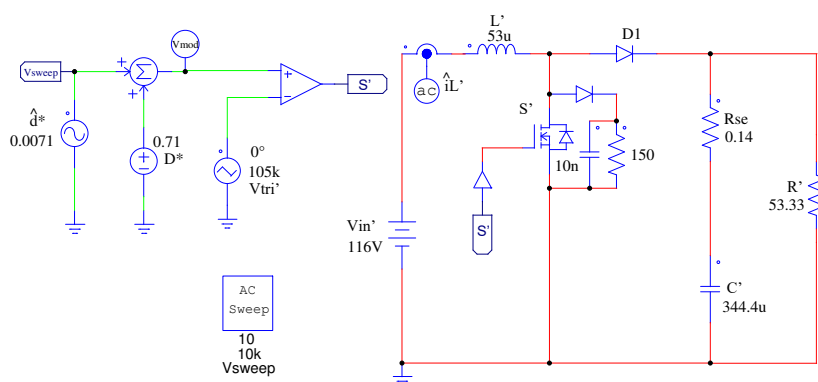 Vsweep
+
+
Σ
Vmod
^
d*
0.0071
0.71
D*
+
−
0°
105k
Vtri'
+
−
S'
AC
Sweep
10
10k
Vsweep
L'
53u
ac
^
iL'
D1
S'
10n
150
S'
Vin'
116V
Rse
0.14
R'
53.33
C'
344.4u